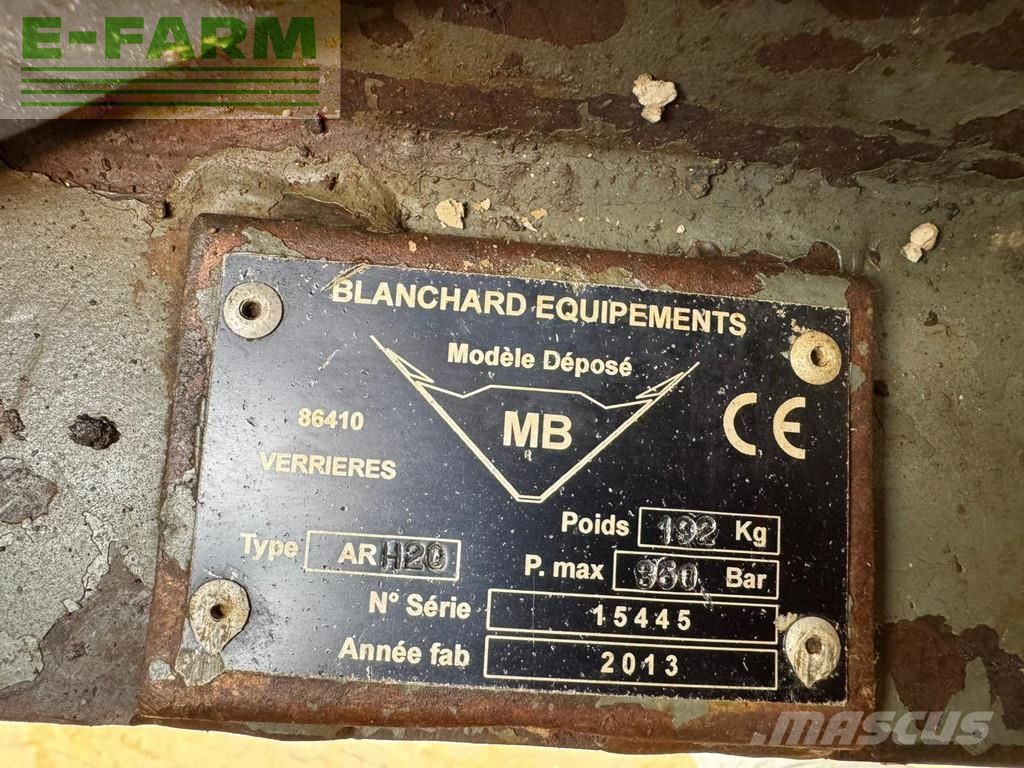 E-FARM
BLANCHARD EQUIPEMENTS
Modèle Déposé
86410
VERRIERES
MB
CE
Poids 192 Kg
Type AR H20
P. max Bar
N° Série 15445
Année fab 2013
MASCUS